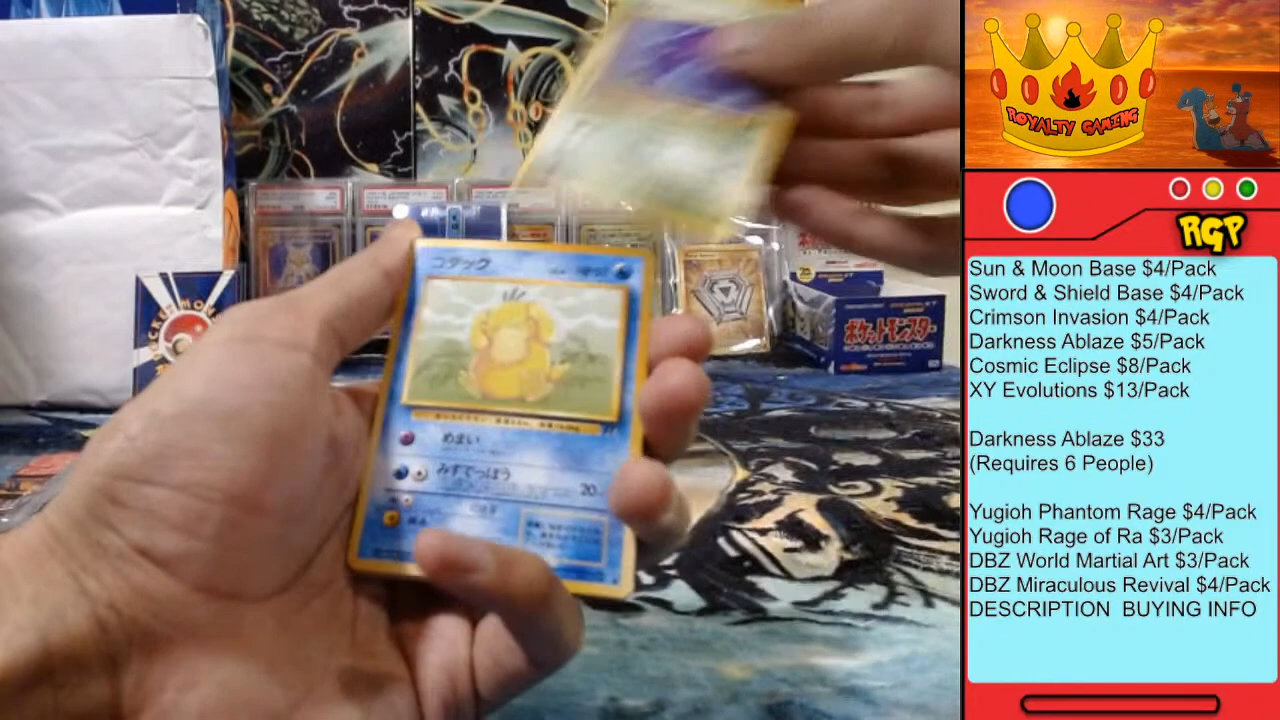 ROYALTY GAMING
RGP
Sun & Moon Base $4/Pack
Sword & Shield Base $4/Pack
Crimson Invasion $4/Pack
Darkness Ablaze $5/Pack
Cosmic Eclipse $8/Pack
XY Evolutions $13/Pack
Darkness Ablaze $33
(Requires 6 People)
Yugioh Phantom Rage $4/Pack
Yugioh Rage of Ra $3/Pack
DBZ World Martial Art $3/Pack
DBZ Miraculous Revival $4/Pack
DESCRIPTION BUYING INFO
コダック
めまい
みずでっぽう
20
ポケットモンスター